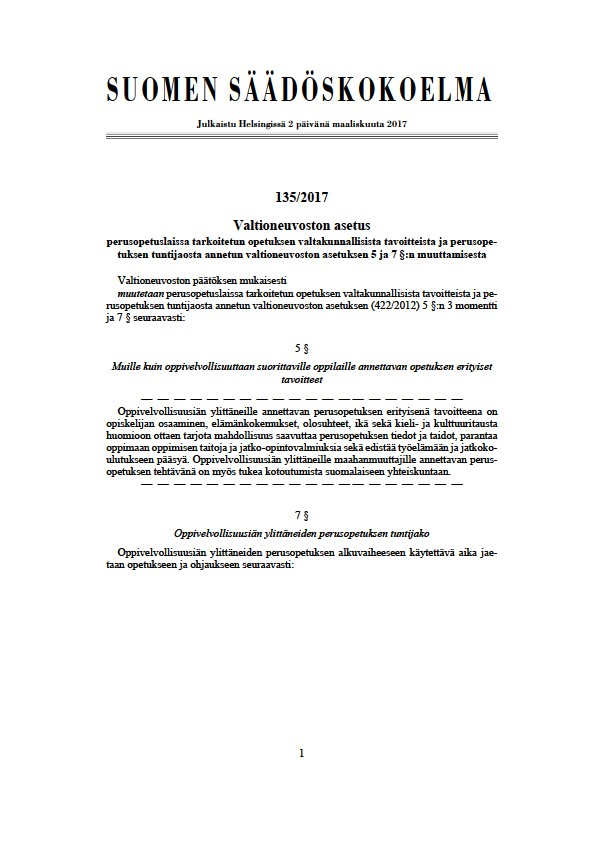 SUOMEN SÄÄDÖSKOKOELMA
Julkaistu Helsingissä 2 päivänä maaliskuuta 2017
135/2017
Valtioneuvoston asetus
perusopetuslaissa tarkoitetun opetuksen valtakunnallisista tavoitteista ja perusope-
tuksen tuntijaosta annetun valtioneuvoston asetuksen 5 ja 7 §:n muuttamisesta
Valtioneuvoston päätöksen mukaisesti
muutetaan perusopetuslaissa tarkoitetun opetuksen valtakunnallisista tavoitteista ja pe-
rusopetuksen tuntijaosta annetun valtioneuvoston asetuksen (422/2012) 5 §:n 3 momentti
ja 7 § seuraavasti:
5 §
Muille kuin oppivelvollisuuttaan suorittaville oppilaille annettavan opetuksen erityiset
tavoitteet
— — — — — — — — — — — — — — — — — — —
Oppivelvollisuusiän ylittäneille annettavan perusopetuksen erityisenä tavoitteena on
opiskelijan osaaminen, elämänkokemukset, olosuhteet, ikä sekä kieli- ja kulttuuritausta
huomioon ottaen tarjota mahdollisuus saavuttaa perusopetuksen tiedot ja taidot, parantaa
oppimaan oppimisen taitoja ja jatko-opintovalmiuksia sekä edistää työelämään ja jatkoko-
ulutukseen pääsyä. Oppivelvollisuusiän ylittäneille maahanmuuttajille annettavan perus-
opetuksen tehtävänä on myös tukea kotoutumista suomalaiseen yhteiskuntaan.
— — — — — — — — — — — — — — — — — — —
7 §
Oppivelvollisuusiän ylittäneiden perusopetuksen tuntijako
Oppivelvollisuusiän ylittäneiden perusopetuksen alkuvaiheeseen käytettävä aika jae-
taan opetukseen ja ohjaukseen seuraavasti:
1